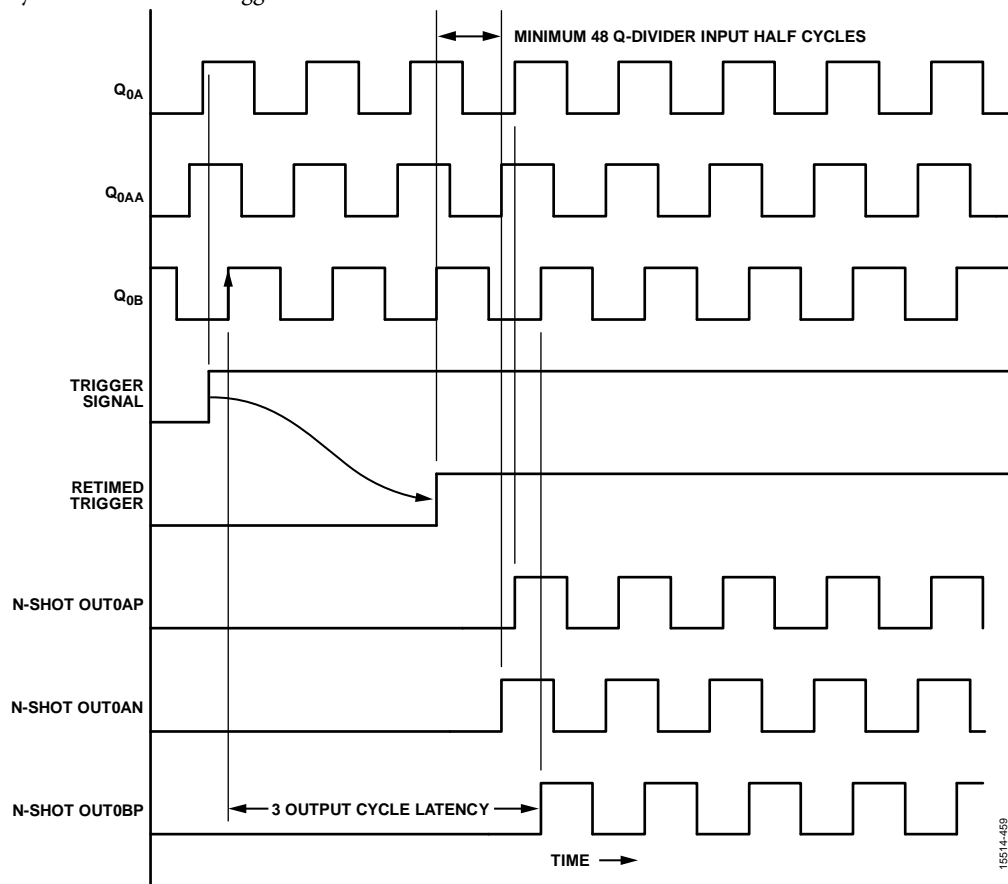 MINIMUM 48 Q-DIVIDER INPUT HALF CYCLES
Q0A
Q0AA
Q0B
TRIGGER
SIGNAL
RETIMED
TRIGGER
N-SHOT OUT0AP
N-SHOT OUT0AN
N-SHOT OUT0BP
3 OUTPUT CYCLE LATENCY
TIME
15514-459